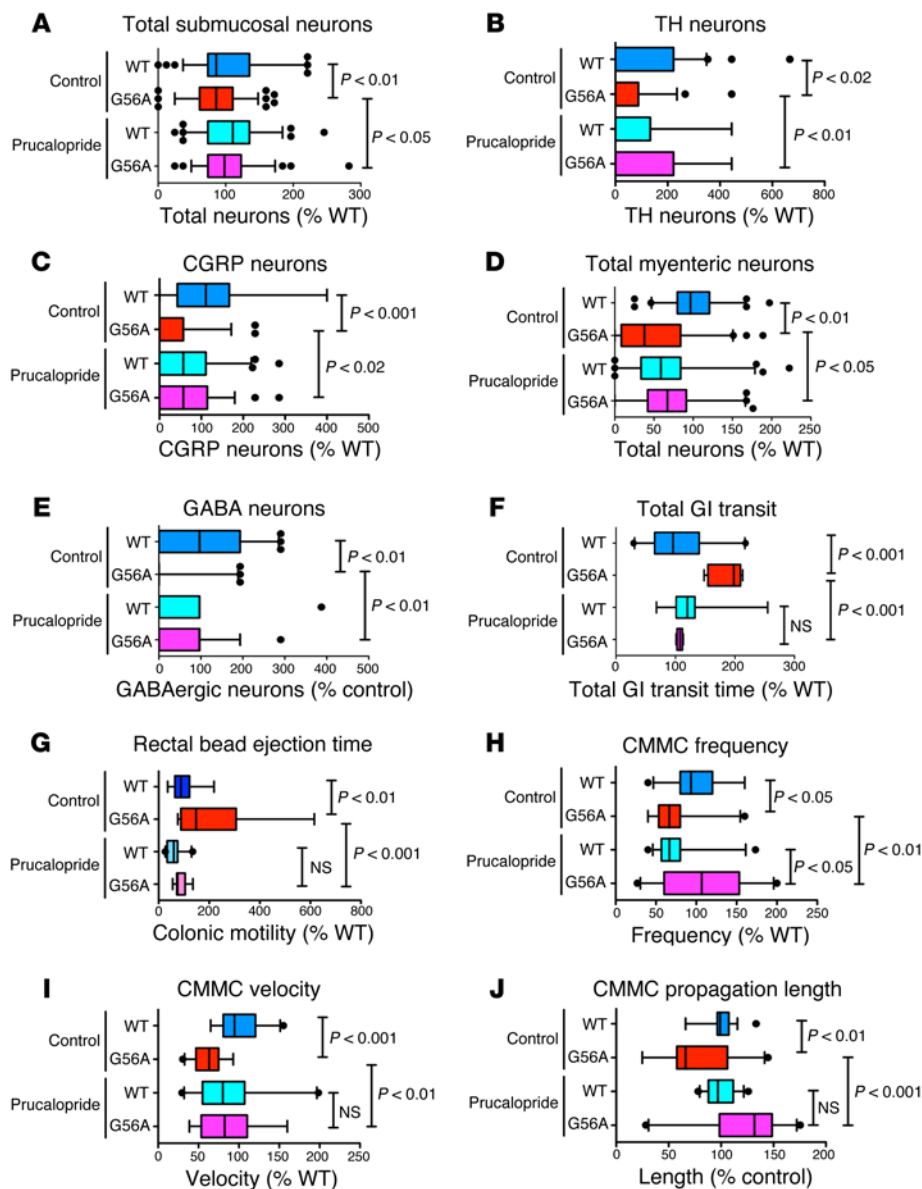 A
Total submucosal neurons
Control
WT
G56A
Prucalopride
WT
G56A
P < 0.01
P < 0.05
0 100 200 300
Total neurons (% WT)
B
TH neurons
Control
WT
G56A
Prucalopride
WT
G56A
P < 0.02
P < 0.01
0 200 400 600 800
TH neurons (% WT)
C
CGRP neurons
Control
WT
G56A
Prucalopride
WT
G56A
P < 0.001
P < 0.02
0 100 200 300 400 500
CGRP neurons (% WT)
D
Total myenteric neurons
Control
WT
G56A
Prucalopride
WT
G56A
P < 0.01
P < 0.05
50 100 150 200 250
Total neurons (% WT)
E
GABA neurons
Control
WT
G56A
Prucalopride
WT
G56A
P < 0.01
P < 0.01
0 100 200 300 400 500
GABAergic neurons (% control)
F
Total GI transit
Control
WT
G56A
Prucalopride
WT
G56A
P < 0.001
P < 0.001
NS
0 100 200 300
Total GI transit time (% WT)
G
Rectal bead ejection time
Control
WT
G56A
Prucalopride
WT
G56A
P < 0.01
P < 0.001
NS
0 200 400 600 800
Colonic motility (% WT)
H
CMMC frequency
Control
WT
G56A
Prucalopride
WT
G56A
P < 0.05
P < 0.01
P < 0.05
0 50 100 150 200 250
Frequency (% WT)
I
CMMC velocity
Control
WT
G56A
Prucalopride
WT
G56A
P < 0.001
P < 0.01
NS
0 50 100 150 200 250
Velocity (% WT)
J
CMMC propagation length
Control
WT
G56A
Prucalopride
WT
G56A
P < 0.01
P < 0.001
NS
0 50 100 150 200
Length (% control)